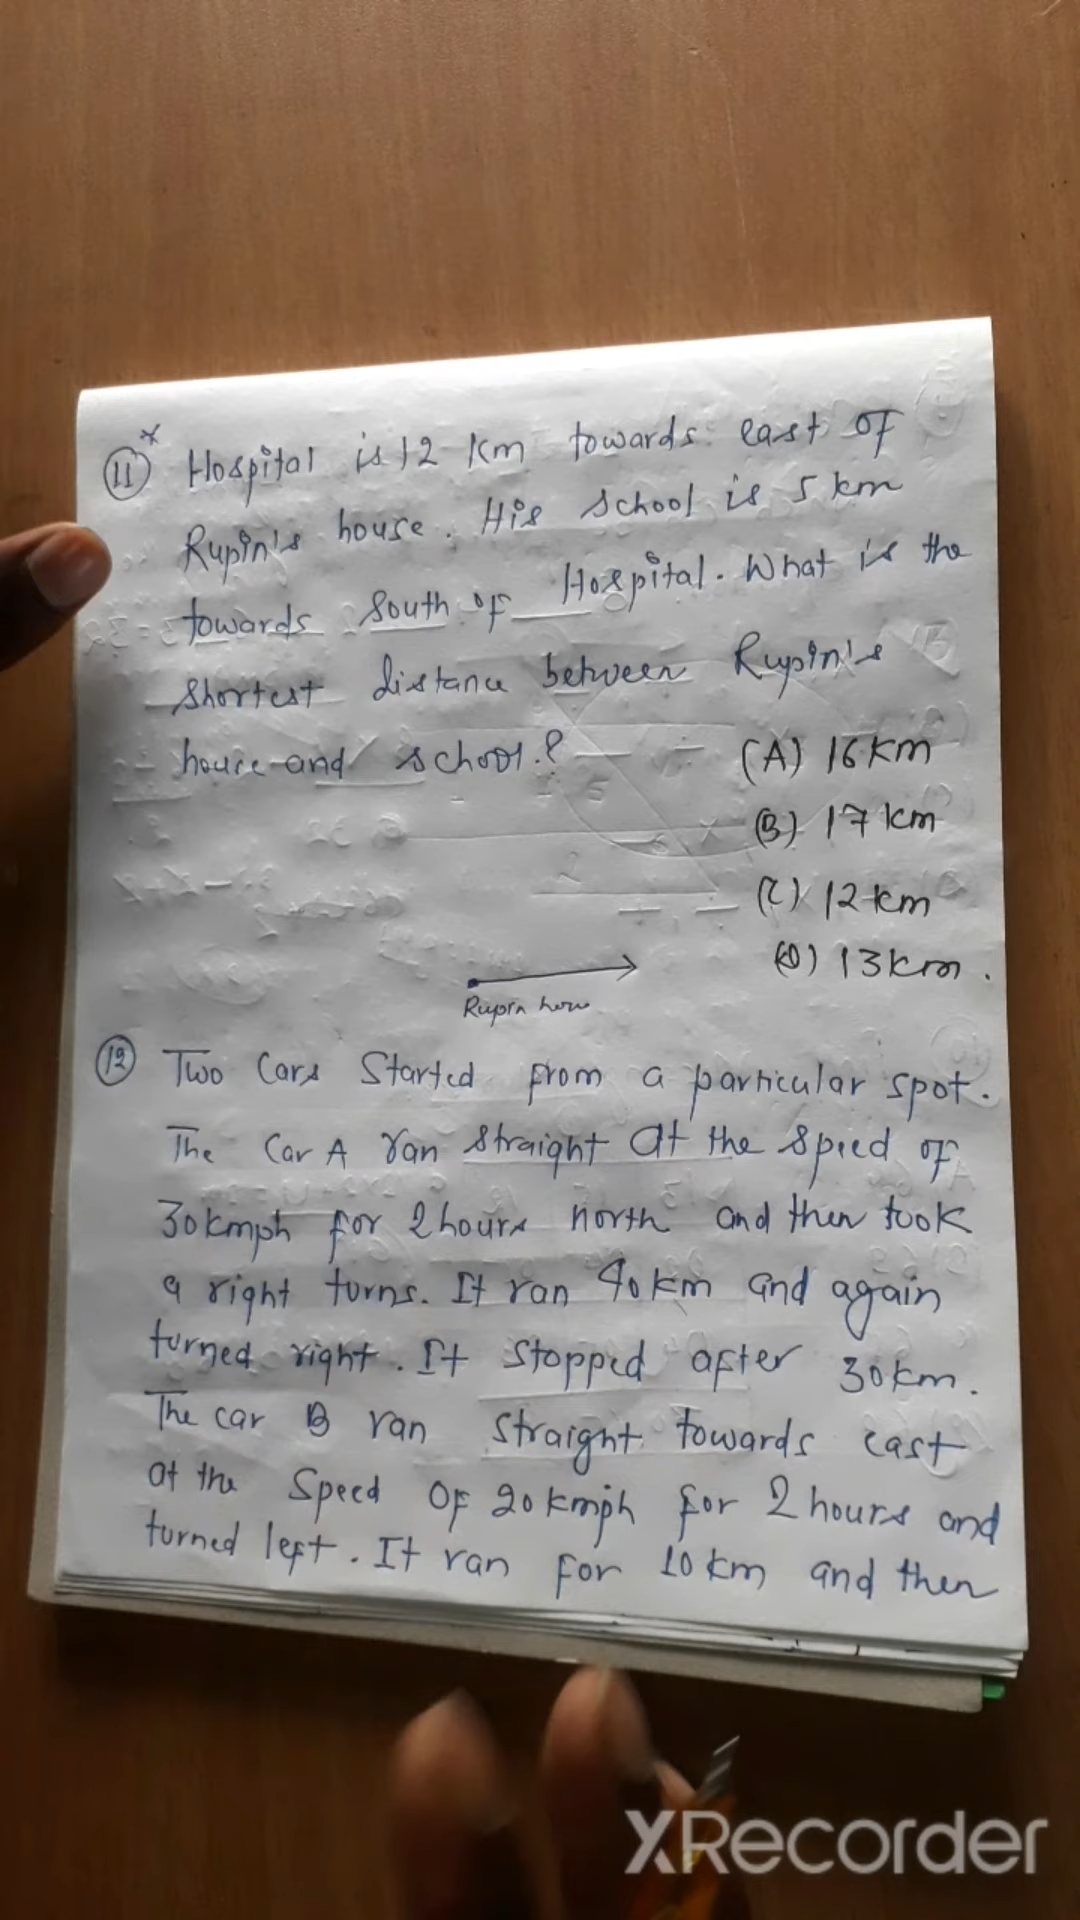 11 * Hospital is 12 Km towards east of
Rupin's house. His school is 5 km
towards south of Hospital. What is the
shortest distance between Rupin's
house and school.?
(A) 16 KM
(B) 17 km
(C) 12 km
(D) 13 km.
Rupin hou
12 Two Cars Started from a particular spot.
The Car A ran straight at the speed of
30kmph for 2 hours north and then took
a right turns. It ran 40 km and again
turned right. It stopped after 30km.
The car B ran straight towards east
at the speed of 20 kmph for 2 hours and
turned left. It ran for 10 km and then
XRecorder